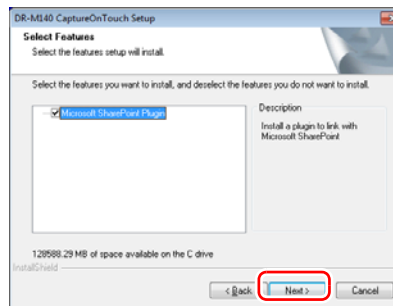 DR-M140 CaptureOnTouch Setup
Select Features
Select the features setup will install.
Select the features you want to install, and deselect the features you do not want to install.
Microsoft SharePoint Plugin
Description
Install a plugin to link with
Microsoft SharePoint
128588.29 MB of space available on the C drive
InstallShield
< Back
Next >
Cancel